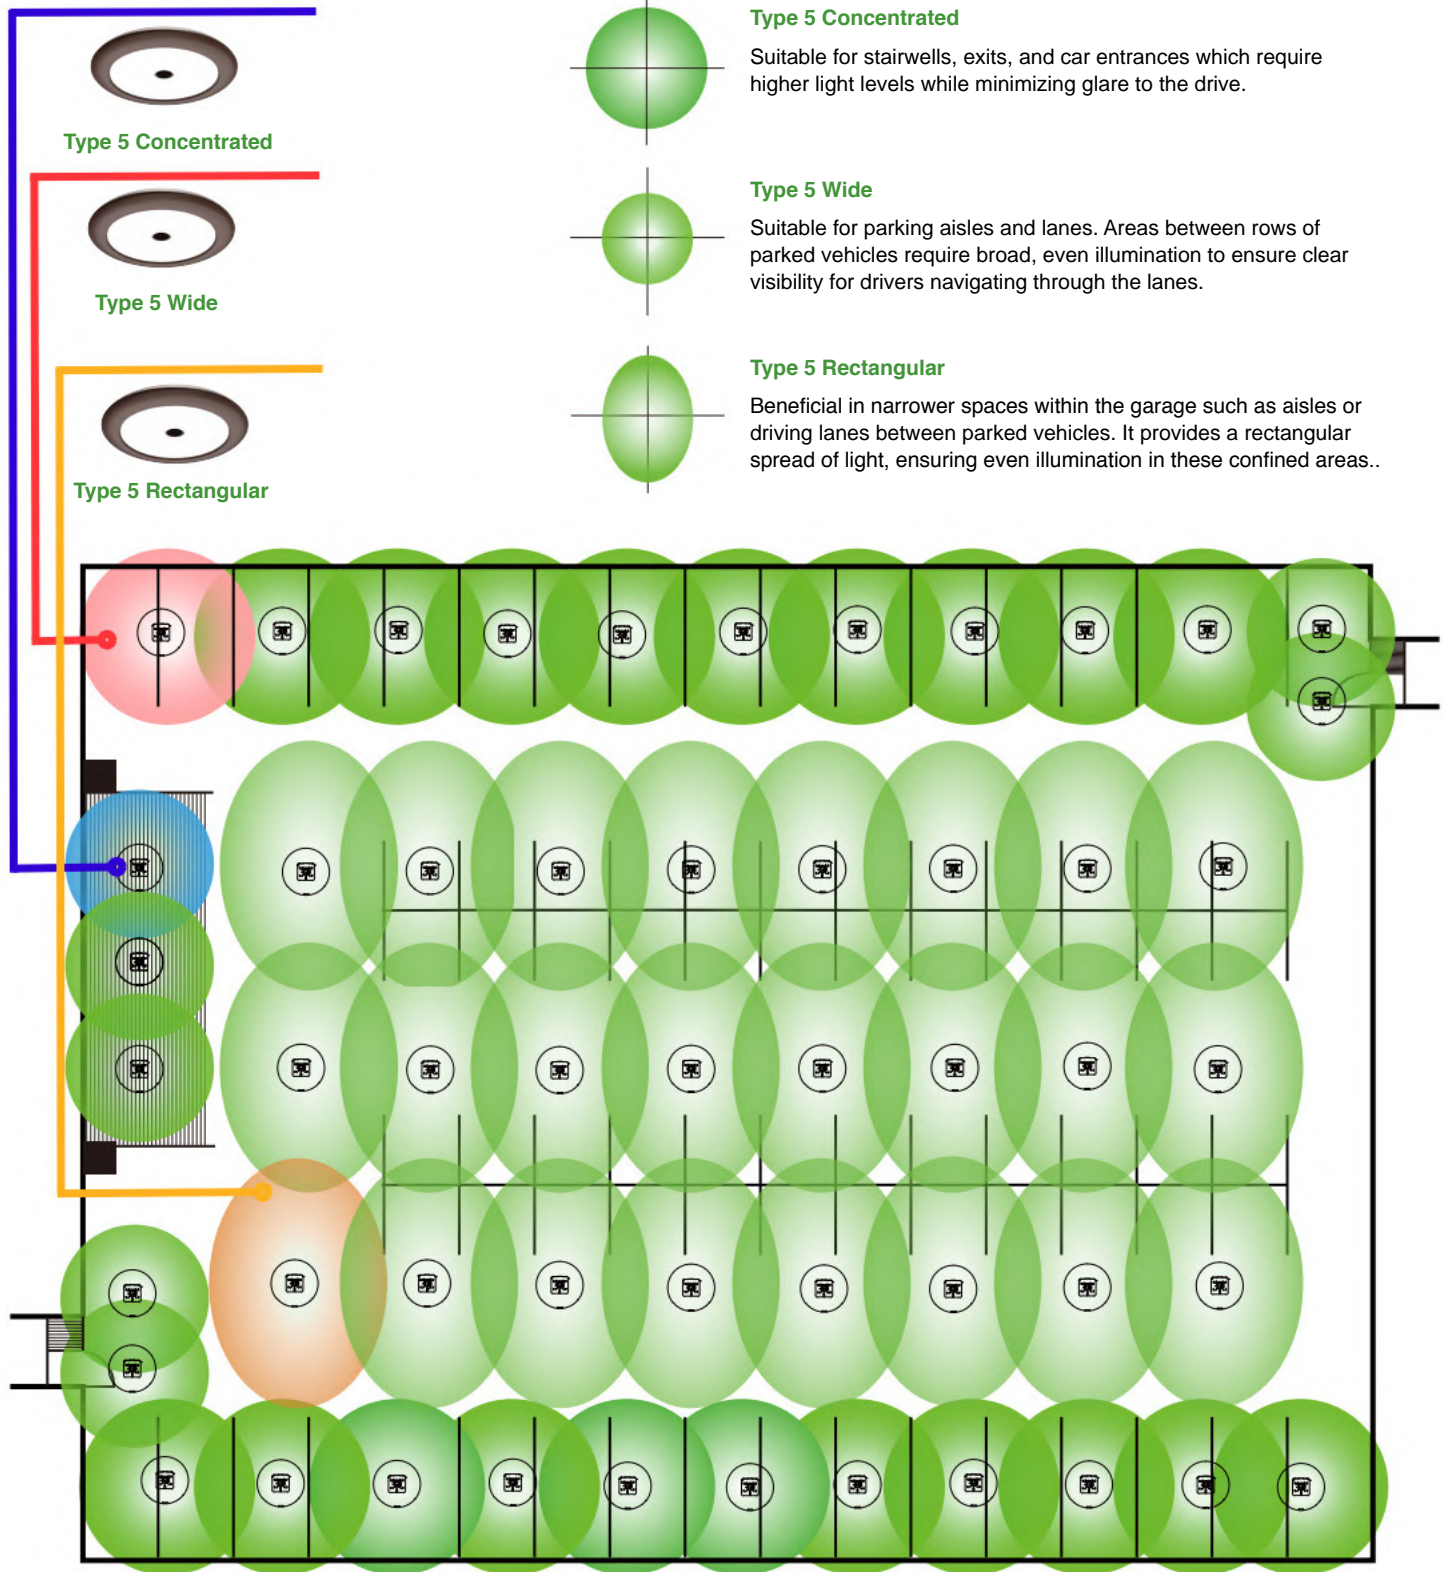 Type 5 Concentrated
Type 5 Concentrated
Suitable for stairwells, exits, and car entrances which require
higher light levels while minimizing glare to the drive.
Type 5 Wide
Type 5 Wide
Suitable for parking aisles and lanes. Areas between rows of
parked vehicles require broad, even illumination to ensure clear
visibility for drivers navigating through the lanes.
Type 5 Rectangular
Type 5 Rectangular
Beneficial in narrower spaces within the garage such as aisles or
driving lanes between parked vehicles. It provides a rectangular
spread of light, ensuring even illumination in these confined areas..